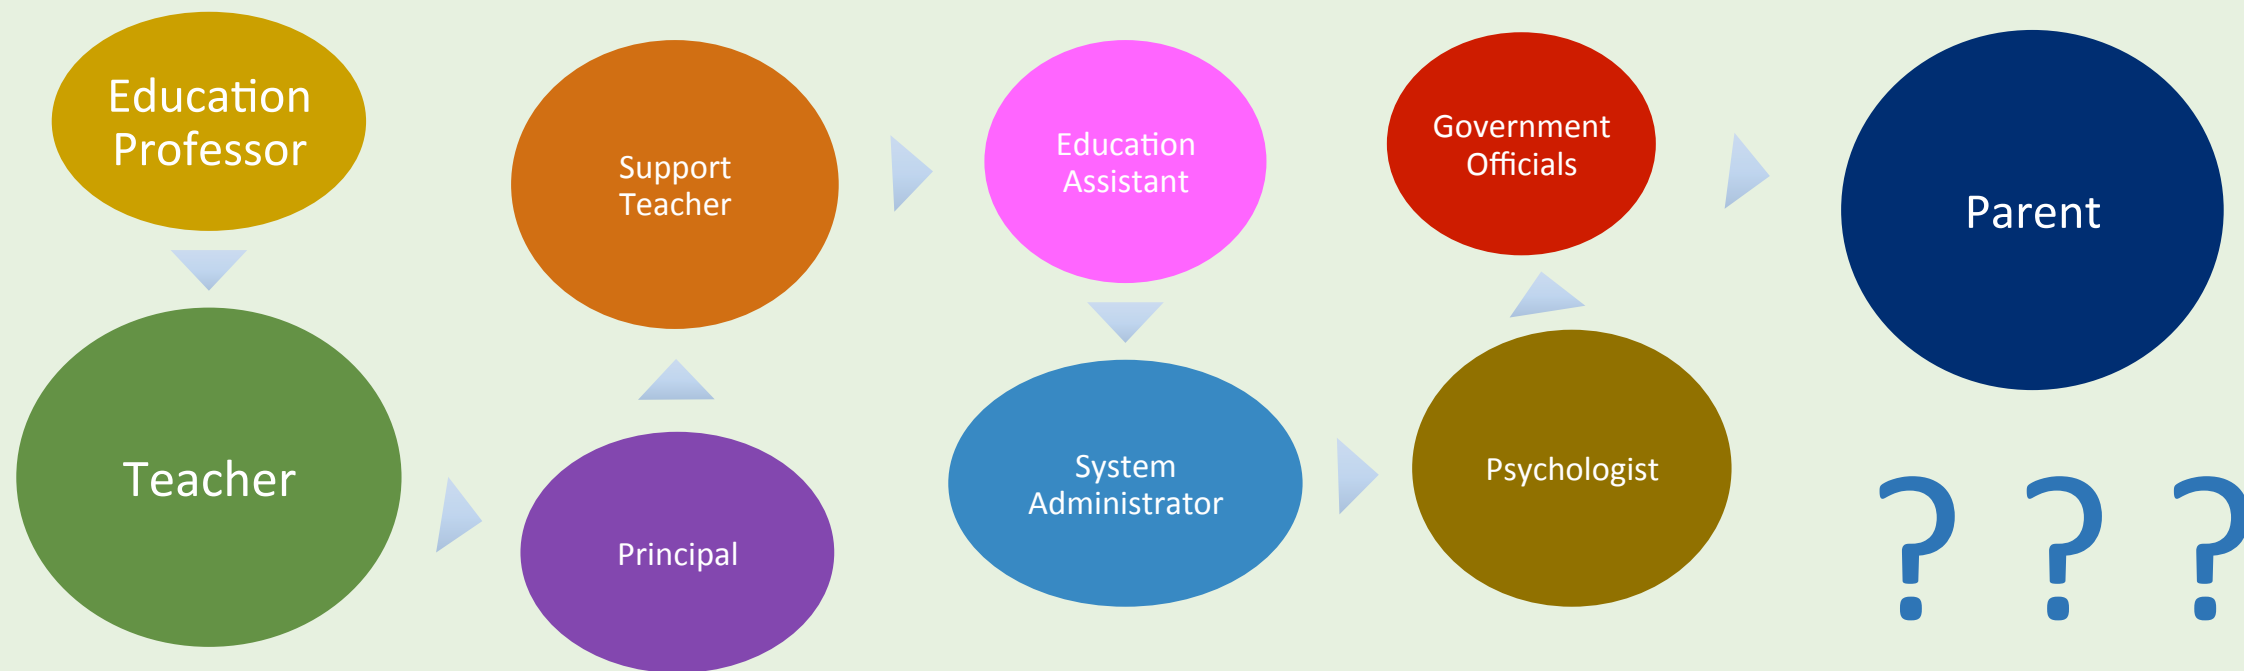 Education
Professor
Teacher
Principal
Support
Teacher
Education
Assistant
System
Administrator
Psychologist
Government
Officials
Parent
? ? ?